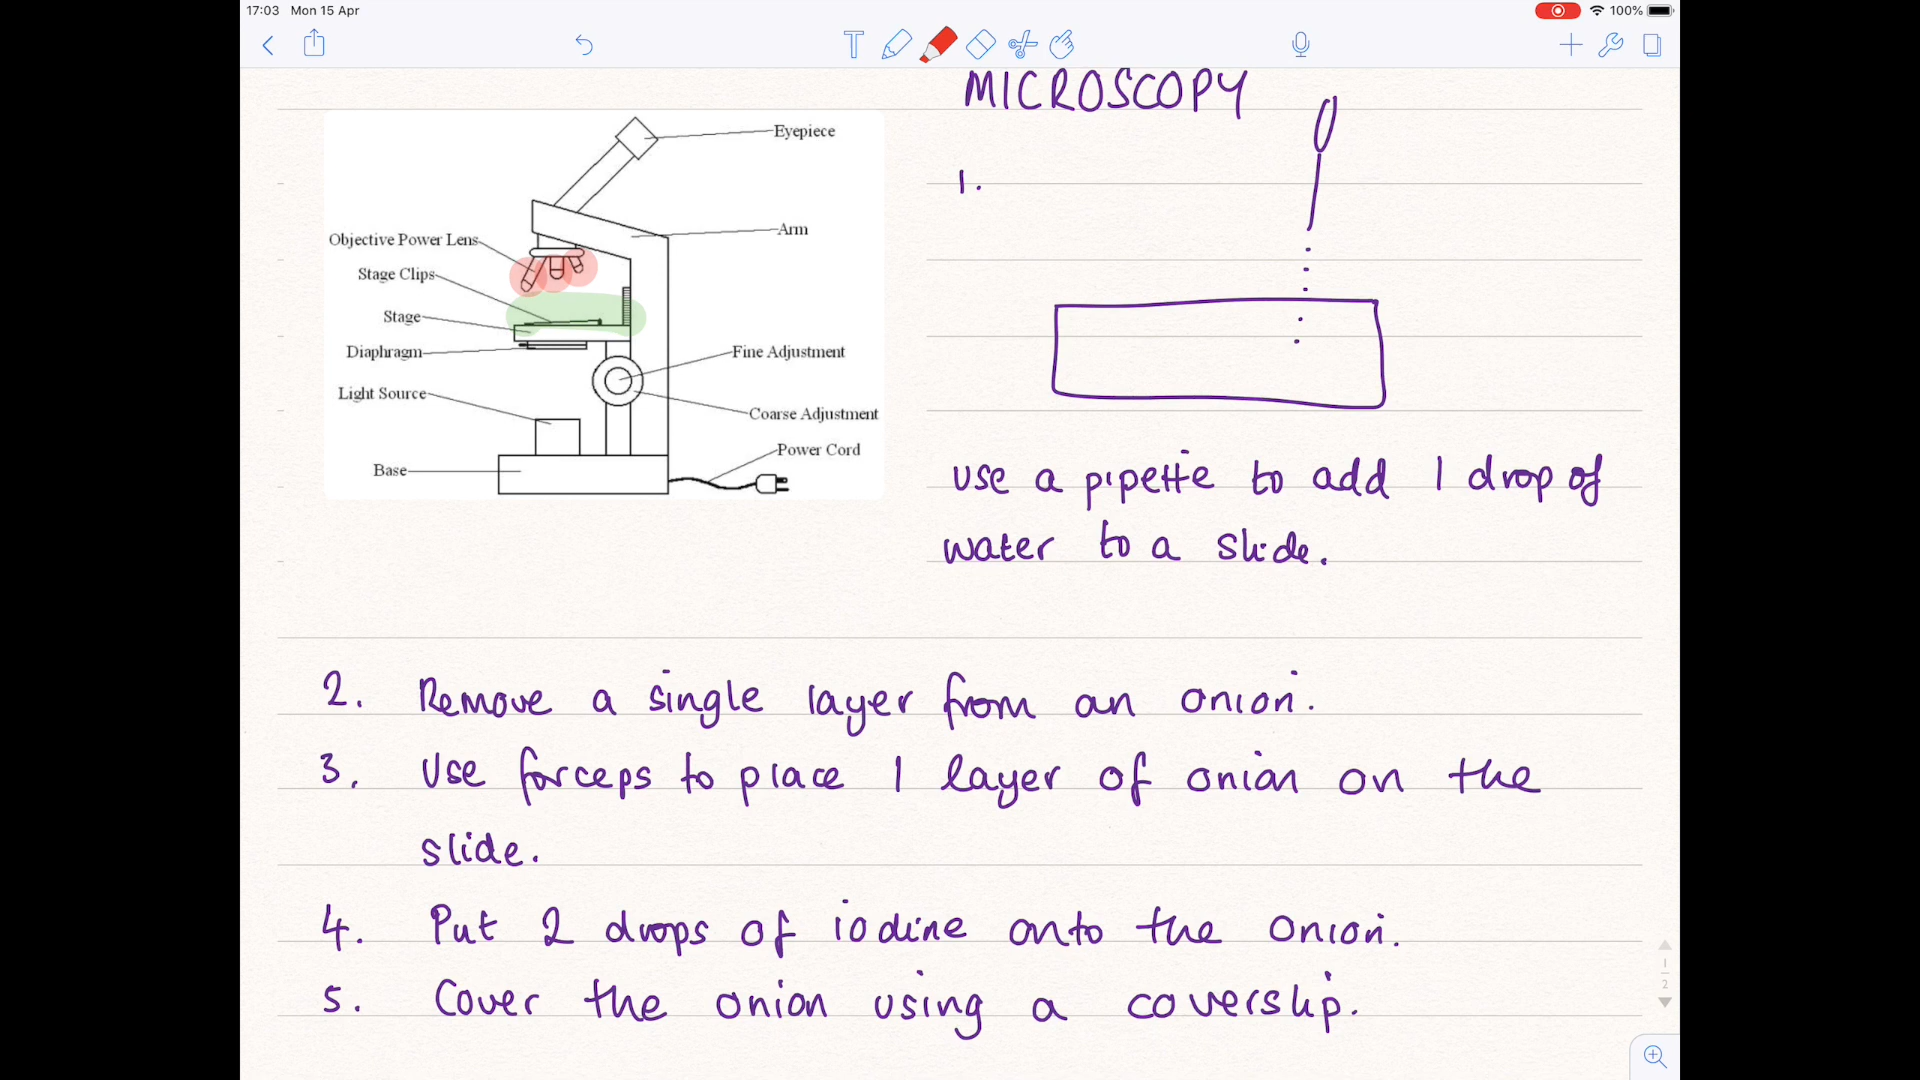 17:03 Mon 15 Apr
100%
T
MICROSCOPY
Eyepiece
Arm
Objective Power Lens
Stage Clips
Stage
Diaphragm
Light Source
Base
Fine Adjustment
Coarse Adjustment
Power Cord
1.
Use a pipette to add 1 drop of
water to a slide.
2. Remove a single layer from an onion.
3. Use forceps to place 1 layer of onion on the
slide.
4. Put 2 drops of iodine onto the onion.
5. Cover the onion using a coverslip.
1
2